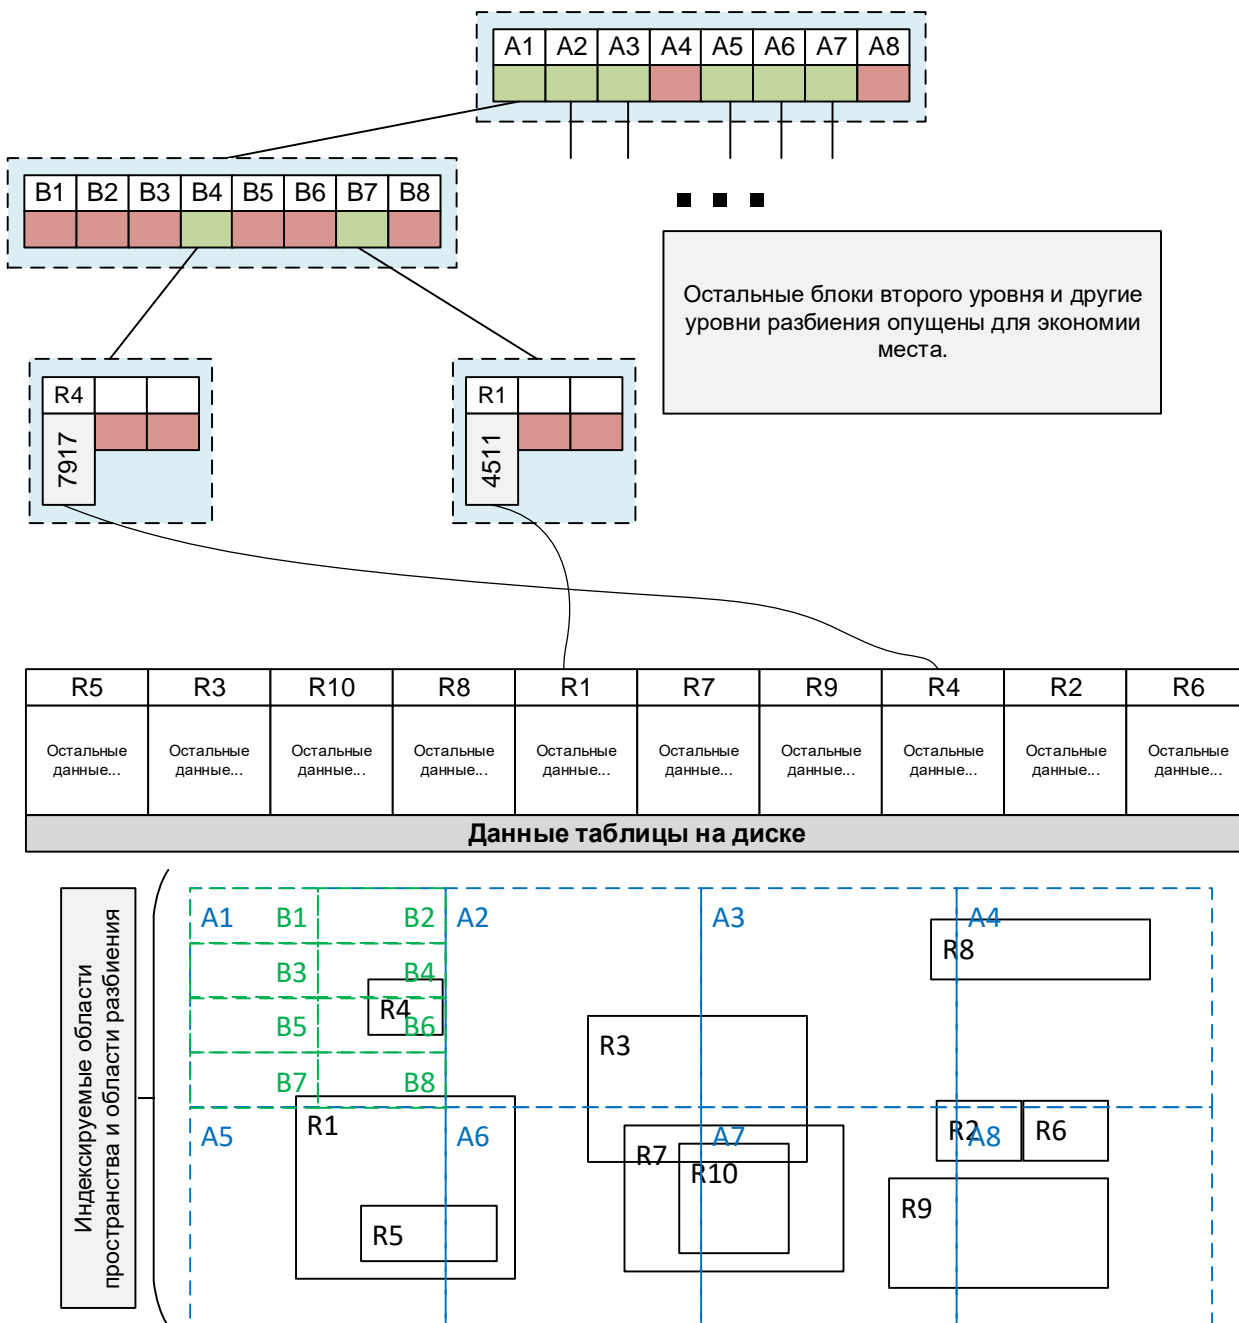 A1 A2 A3 A4 A5 A6 A7 A8
B1 B2 B3 B4 B5 B6 B7 B8
Остальные блоки второго уровня и другие
уровни разбиения опущены для экономии
места.
R4
7917
R1
4511
R5 R3 R10 R8 R1 R7 R9 R4 R2 R6
Остальные Остальные Остальные Остальные Остальные Остальные Остальные Остальные Остальные Остальные
данные... данные... данные... данные... данные... данные... данные... данные... данные... данные...
Данные таблицы на диске
Индексируемые области
пространства и области разбиения
A1 B1 B2 A2 A3 A4
R8
B3 B4
R4
B5 B6
R3
B7 B8
R1
A5 A6 A7 R2 A8 R6
R7
R10
R9
R5